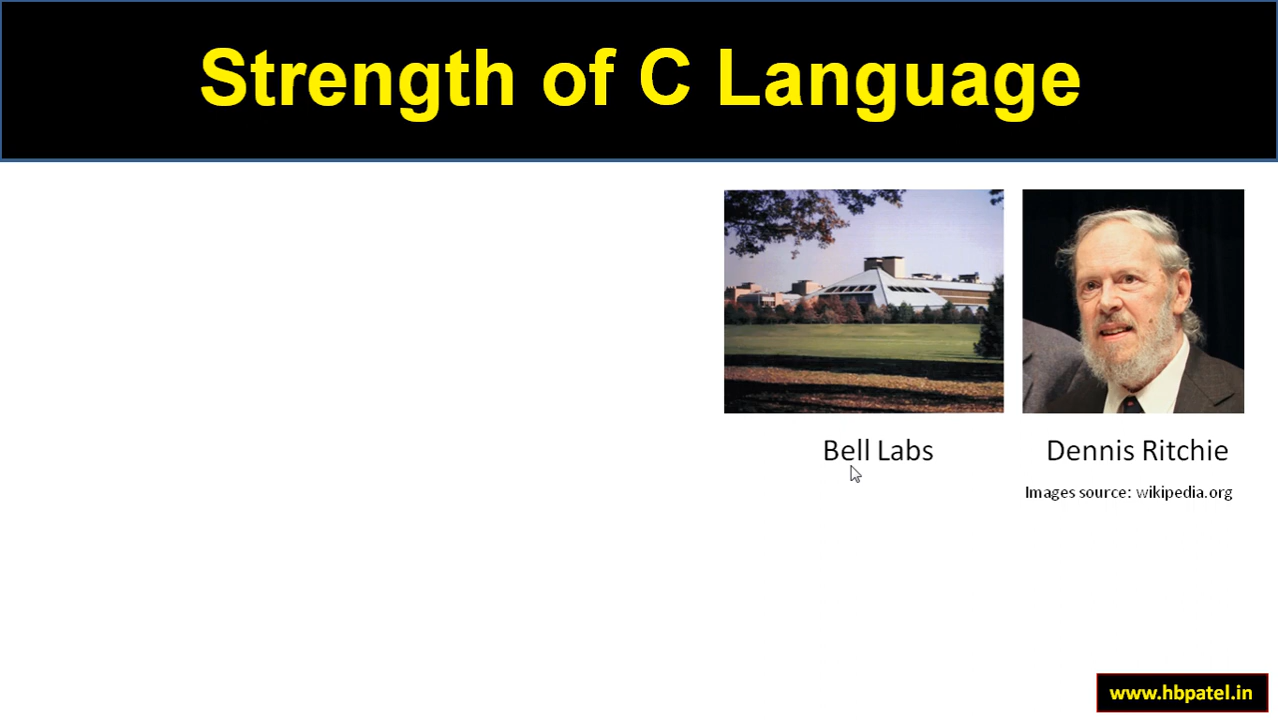 Strength of C Language
Bell Labs
Dennis Ritchie
Images source: wikipedia.org
www.hbpatel.in